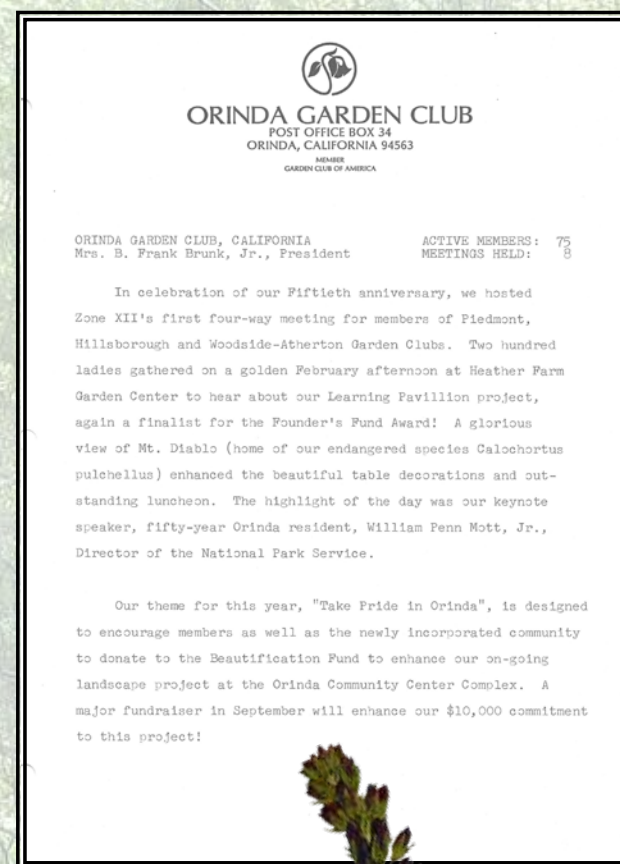 ORINDA GARDEN CLUB
POST OFFICE BOX 34
ORINDA, CALIFORNIA 94563
MEMBER
GARDEN CLUB OF AMERICA
ORINDA GARDEN CLUB, CALIFORNIA ACTIVE MEMBERS: 75
Mrs. B. Frank Brunk, Jr., President MEETINGS HELD: 8
In celebration of our Fiftieth anniversary, we hosted
Zone XII's first four-way meeting for members of Piedmont,
Hillsborough and Woodside-Atherton Garden Clubs. Two hundred
ladies gathered on a golden February afternoon at Heather Farm
Garden Center to hear about our Learning Pavillion project,
again a finalist for the Founder's Fund Award! A glorious
view of Mt. Diablo (home of our endangered species Calochortus
pulchellus) enhanced the beautiful table decorations and out-
standing luncheon. The highlight of the day was our keynote
speaker, fifty-year Orinda resident, William Penn Mott, Jr.,
Director of the National Park Service.
Our theme for this year, "Take Pride in Orinda", is designed
to encourage members as well as the newly incorporated community
to donate to the Beautification Fund to enhance our on-going
landscape project at the Orinda Community Center Complex. A
major fundraiser in September will enhance our $10,000 commitment
to this project!